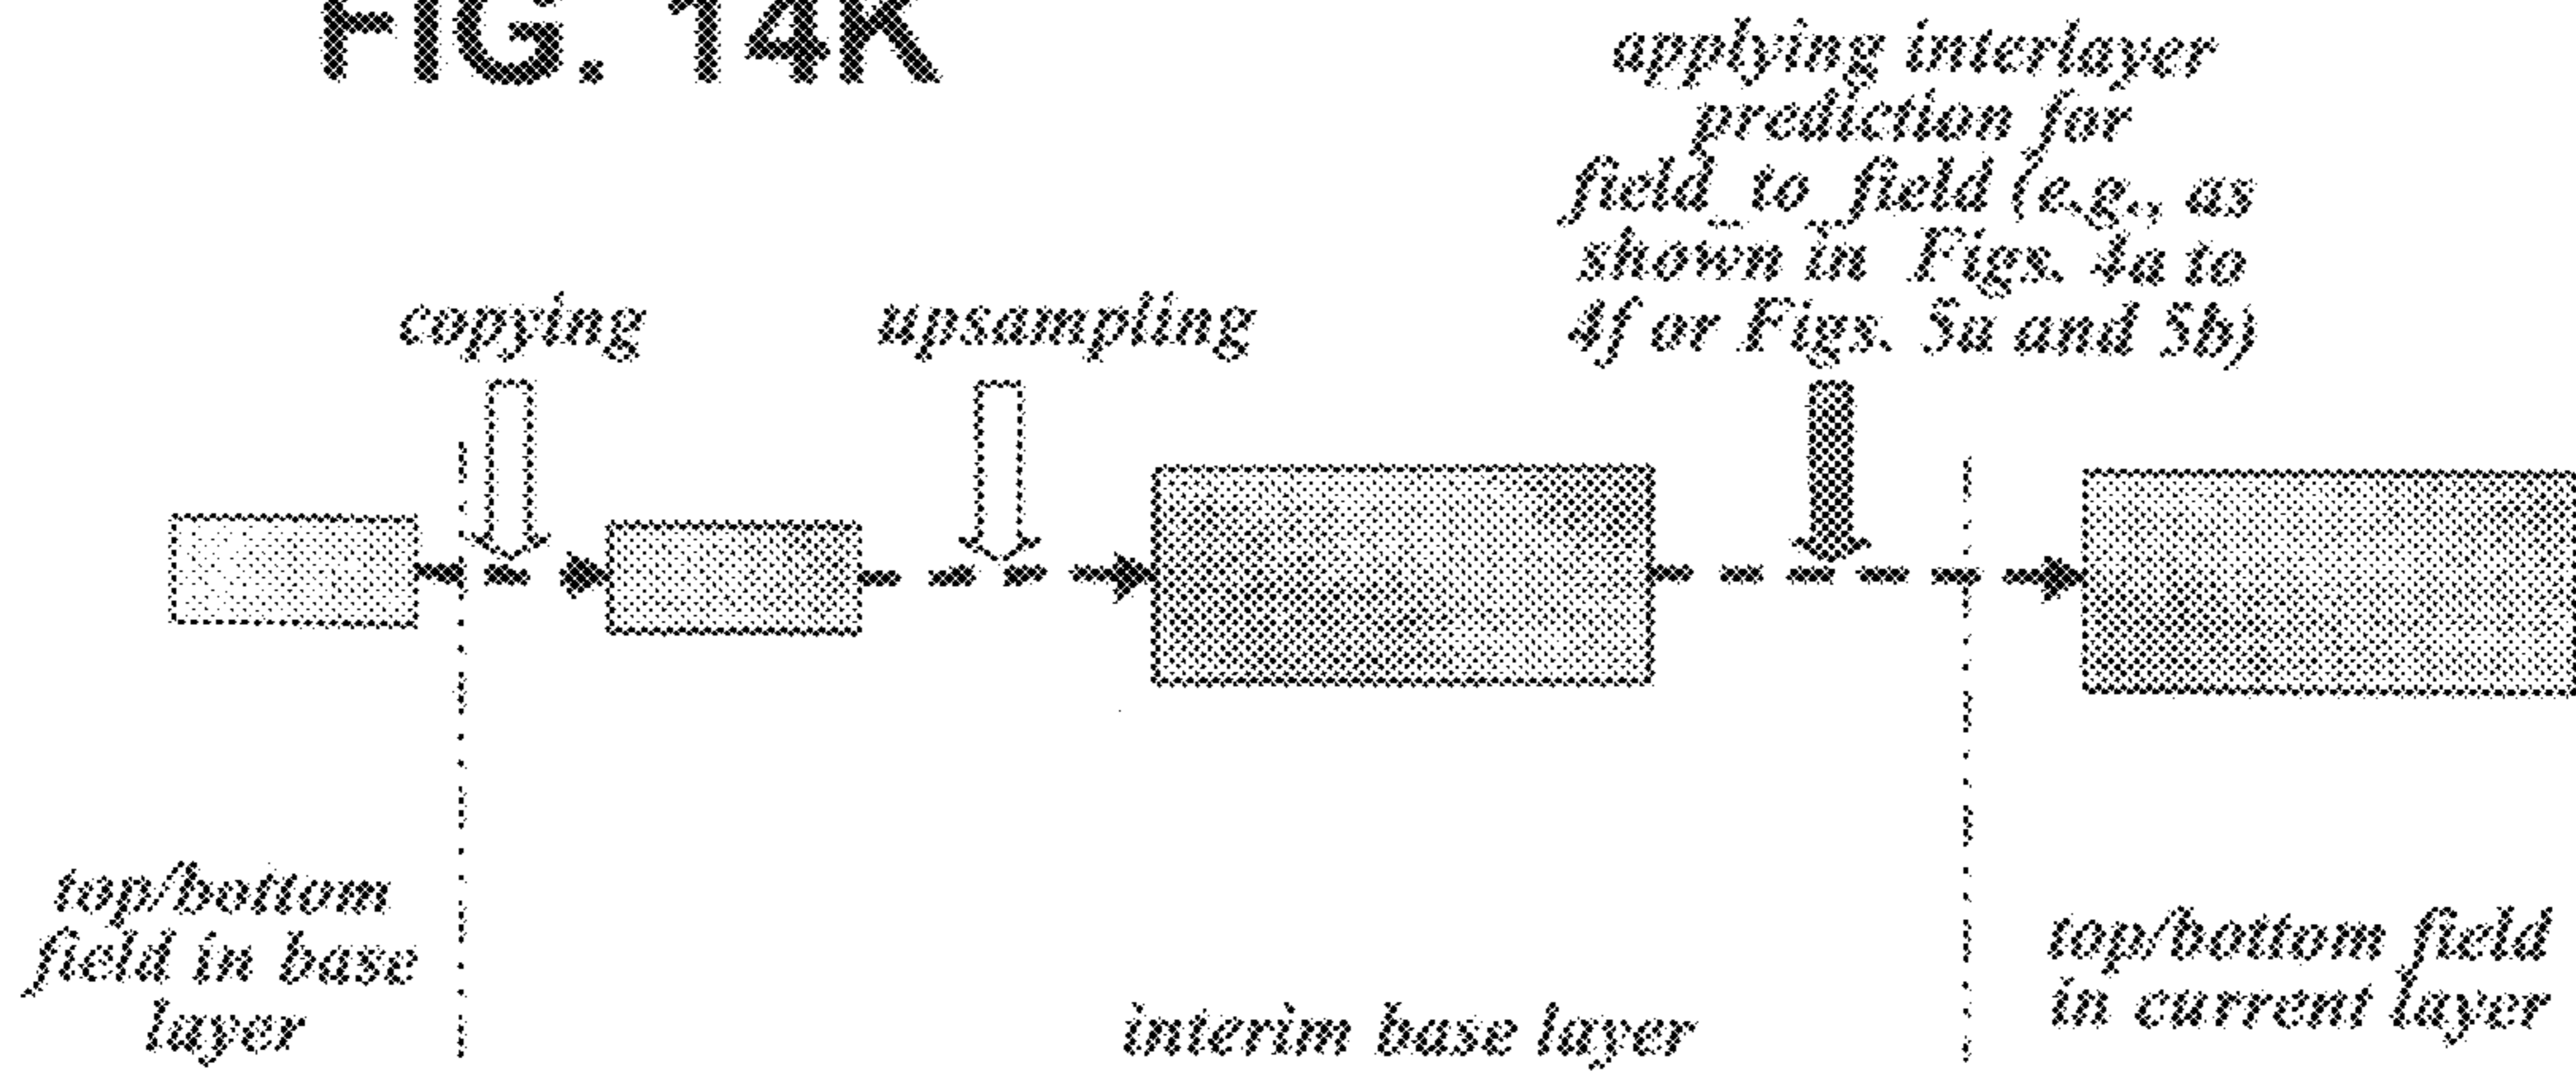 FIG. 14K
applying interlayer
prediction for
field_to_field (e.g., as
shown in Figs. 4a to
4f or Figs. 5a and 5b)
copying
upsampling
top/bottom
field in base
layer
interim base layer
top/bottom field
in current layer